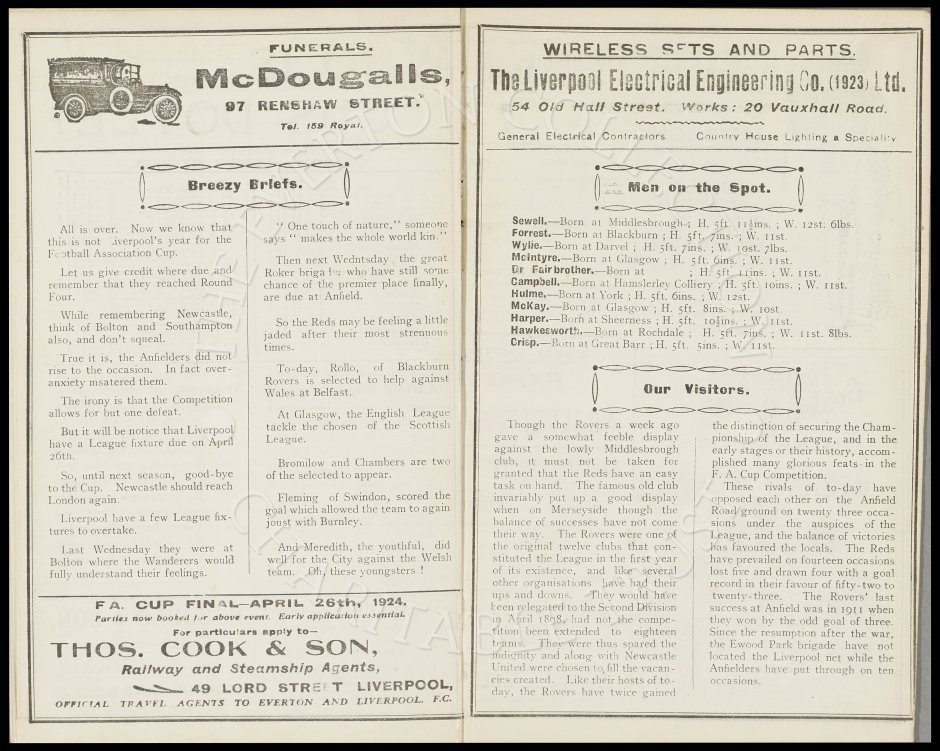 FUNERALS.
McDougalls,
97 RENSHAW STREET.
Tel. 159 Royal.
Breezy Briefs.
All is over. Now we know that
this is not Liverpool's year for the
Football Association Cup.
Let us give credit where due and
remember that they reached Round
Four.
While remembering Newcastle,
think of Bolton and Southampton
also, and don't squeal.
True it is, the Anfielders did not
rise to the occasion. In fact over-
anxiety msatered them.
The irony is that the Competition
allows for but one defeat.
But it will be notice that Liverpool
have a League fixture due on April
26th.
So, until next season, good-bye
to the Cup. Newcastle should reach
London again.
Liverpool have a few League fix-
tures to overtake.
Last Wednesday they were at
Bolton where the Wanderers would
fully understand their feelings.
" One touch of nature," someone
says " makes the whole world kin."
Then next Wedntsday, the great
Roker brigade, who have still some
chance of the premier place finally,
are due at Anfield.
So the Reds may be feeling a little
jaded after their most strennous
times.
To-day, Rollo, of Blackburn
Rovers is selected to help against
Wales at Belfast.
At Glasgow, the English League
tackle the chosen of the Scottish
League.
Bromilow and Chambers are two
of the selected to appear.
Fleming of Swindon, scored the
goal which allowed the team to again
joust with Burnley.
And Meredith, the youthful, did
well for the City against the Welsh
team. Oh, these youngsters !
F.A. CUP FINAL—APRIL 26th, 1924.
Parties now booked for above event. Early application essential.
For particulars apply to—
THOS. COOK & SON,
Railway and Steamship Agents,
49 LORD STREET LIVERPOOL,
OFFICIAL TRAVEL AGENTS TO EVERTON AND LIVERPOOL. F.C.
WIRELESS SETS AND PARTS.
The Liverpool Electrical Engineering Co. (1923) Ltd.
54 Old Hall Street. Works: 20 Vauxhall Road.
General Electrical Contractors Country House Lighting a Speciality.
Men on the Spot.
Sewell.—Born at Middlesbrough ; H. 5ft. 11½ins. ; W. 12st. 6lbs.
Forrest.—Born at Blackburn ; H. 5ft. 7ins. ; W. 11st.
Wylie.—Born at Darvel ; H. 5ft. 7ins. ; W. 10st. 7lbs.
McIntyre.—Born at Glasgow ; H. 5ft. 6ins. ; W. 11st.
Dr Fairbrother.—Born at ; H. 5ft. 11ins. ; W. 11st.
Campbell.—Born at Hamslerley Colliery ; H. 5ft. 10ins. ; W. 11st.
Hulme.—Born at York ; H. 5ft. 6ins. ; W. 12st.
McKay.—Born at Glasgow ; H. 5ft. 8ins. ; W. 10st.
Harper.—Born at Sheerness ; H. 5ft. 10½ins. ; W. 11st.
Hawkesworth.—Born at Rochdale ; H. 5ft. 7ins. ; W. 11st. 8lbs.
Crisp.—Born at Great Barr ; H. 5ft. 5ins. ; W. 11st.
Our Visitors.
Though the Rovers a week ago
gave a somewhat feeble display
against the lowly Middlesbrough
club, it must not be taken for
granted that the Reds have an easy
task on hand. The famous old club
invariably put up a good display
when on Merseyside though the
balance of successes have not come
their way. The Rovers were one of
the original twelve clubs that con-
stituted the League in the first year
of its existence, and like several
other organisations have had their
ups and downs. They would have
been relegated to the Second Division
in April 1898, had not the compe-
tition been extended to eighteen
teams. They were thus spared the
indignity and along with Newcastle
United were chosen to fill the vacan-
cies created. Like their hosts of to-
day, the Rovers have twice gained
the distinction of securing the Cham-
pionship of the League, and in the
early stages or their history, accom-
plished many glorious feats in the
F. A. Cup Competition.
These rivals of to-day have
opposed each other on the Anfield
Road ground on twenty three occa-
sions under the auspices of the
League, and the balance of victories
has favoured the locals. The Reds
have prevailed on fourteen occasions
lost five and drawn four with a goal
record in their favour of fifty-two to
twenty-three. The Rovers' last
success at Anfield was in 1911 when
they won by the odd goal of three.
Since the resumption after the war,
the Ewood Park brigade have not
located the Liverpool net while the
Anfielders have put through on ten
occasions.